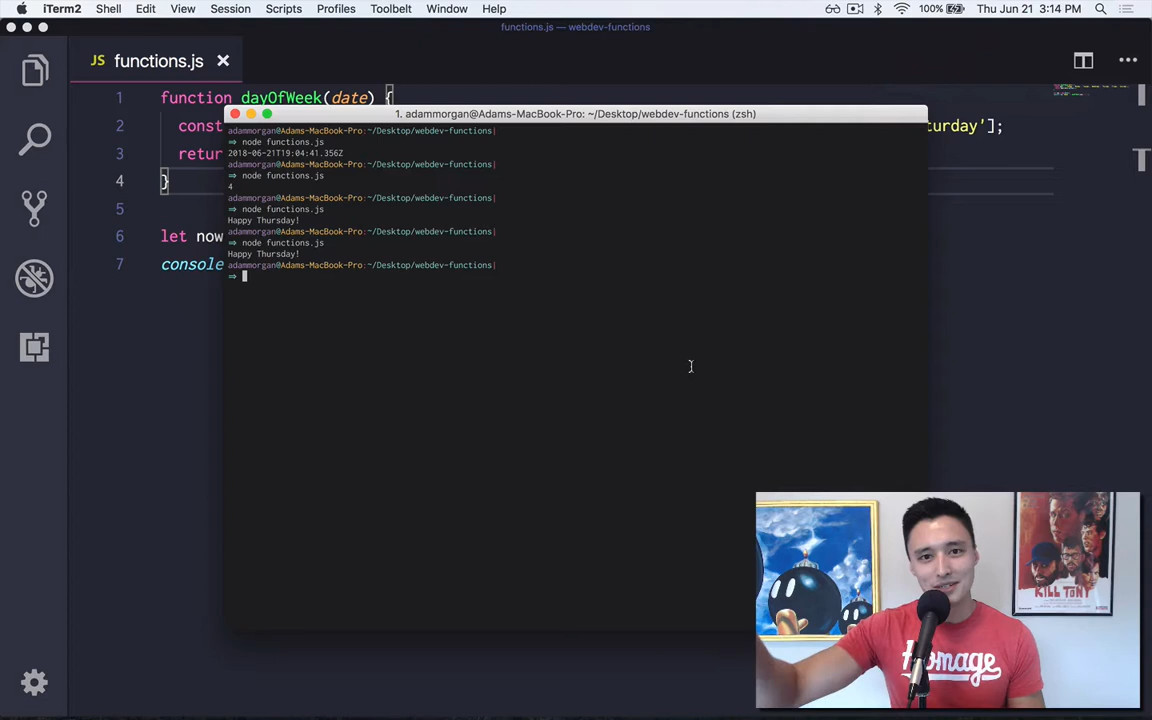 iTerm2 Shell Edit View Session Scripts Profiles Toolbelt Window Help 100% Thu Jun 21 3:14 PM
functions.js — webdev-functions
JS functions.js
1 function dayOfWeek(date) {
1. adammorgan@Adams-MacBook-Pro: ~/Desktop/webdev-functions (zsh)
2 const turday'];
3 retur
4 }
5
6 let now
7 console
adammorgan@Adams-MacBook-Pro:~/Desktop/webdev-functions|
⇒ node functions.js
2018-06-21T19:04:41.356Z
adammorgan@Adams-MacBook-Pro:~/Desktop/webdev-functions|
⇒ node functions.js
4
adammorgan@Adams-MacBook-Pro:~/Desktop/webdev-functions|
⇒ node functions.js
Happy Thursday!
adammorgan@Adams-MacBook-Pro:~/Desktop/webdev-functions|
⇒ node functions.js
Happy Thursday!
adammorgan@Adams-MacBook-Pro:~/Desktop/webdev-functions|
⇒
KILL TONY
Homage